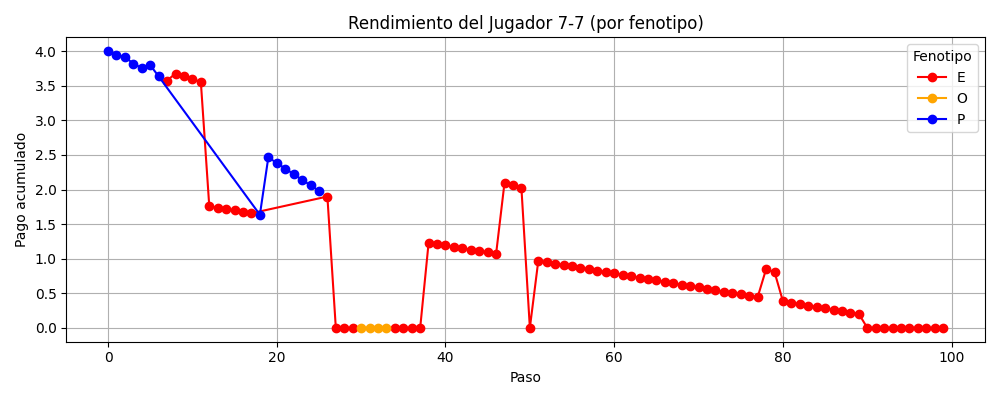 Rendimiento del Jugador 7-7 (por fenotipo)
Pago acumulado
4.0
3.5
3.0
2.5
2.0
1.5
1.0
0.5
0.0
Fenotipo
E
O
P
0
20
40
60
80
100
Paso